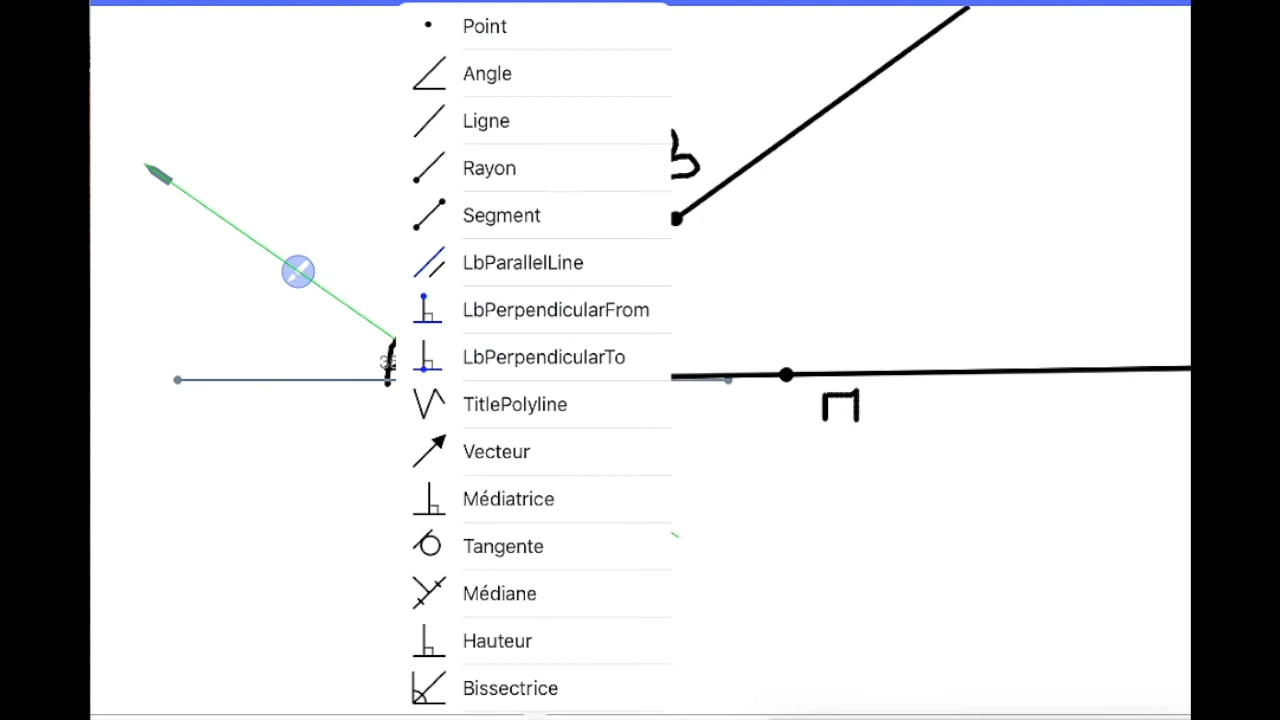 Point
Angle
Ligne
Rayon
Segment
LbParallelLine
LbPerpendicularFrom
LbPerpendicularTo
TitlePolyline
Vecteur
Médiatrice
Tangente
Médiane
Hauteur
Bissectrice